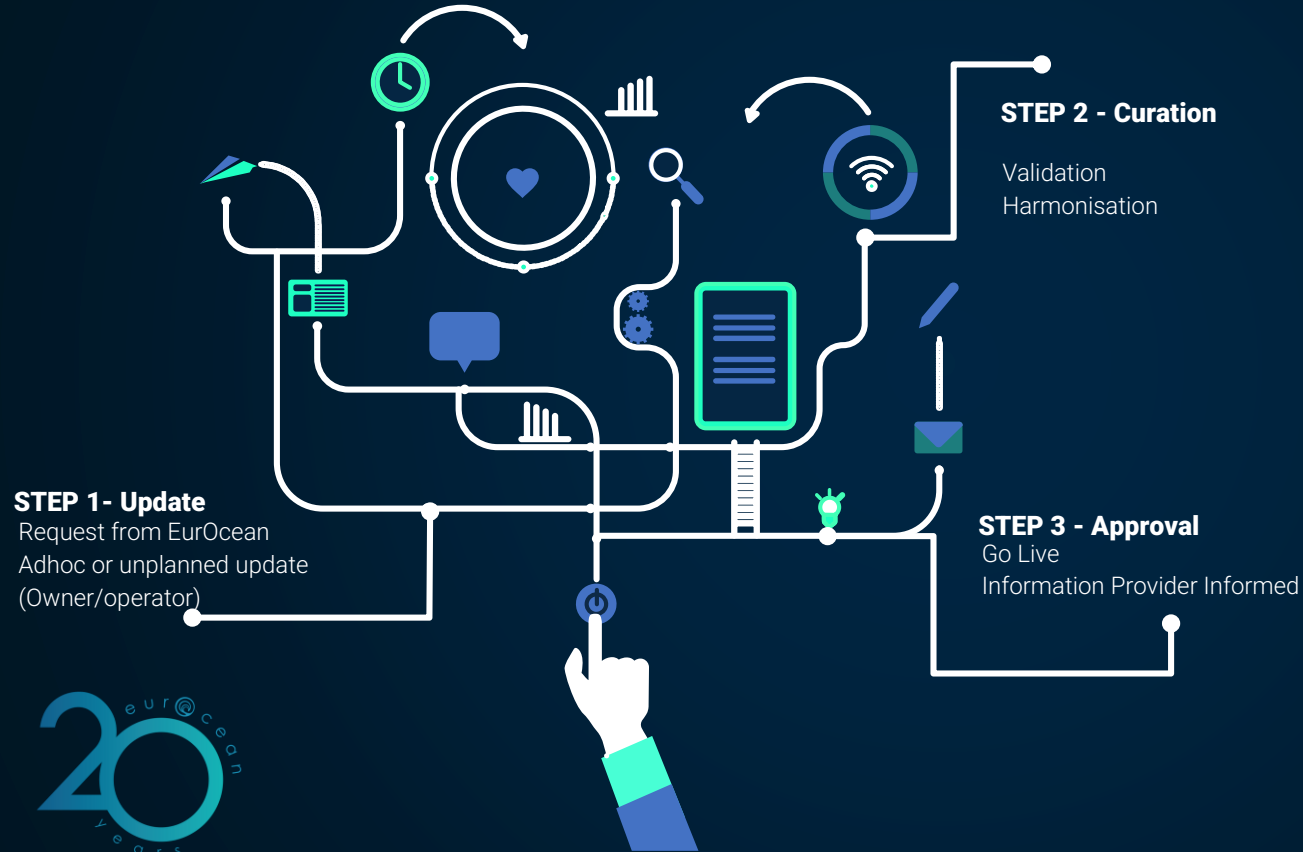 STEP 2 - Curation
Validation
Harmonisation
STEP 1- Update
Request from EurOcean
Adhoc or unplanned update
(Owner/operator)
STEP 3 - Approval
Go Live
Information Provider Informed
20
eurocean
years